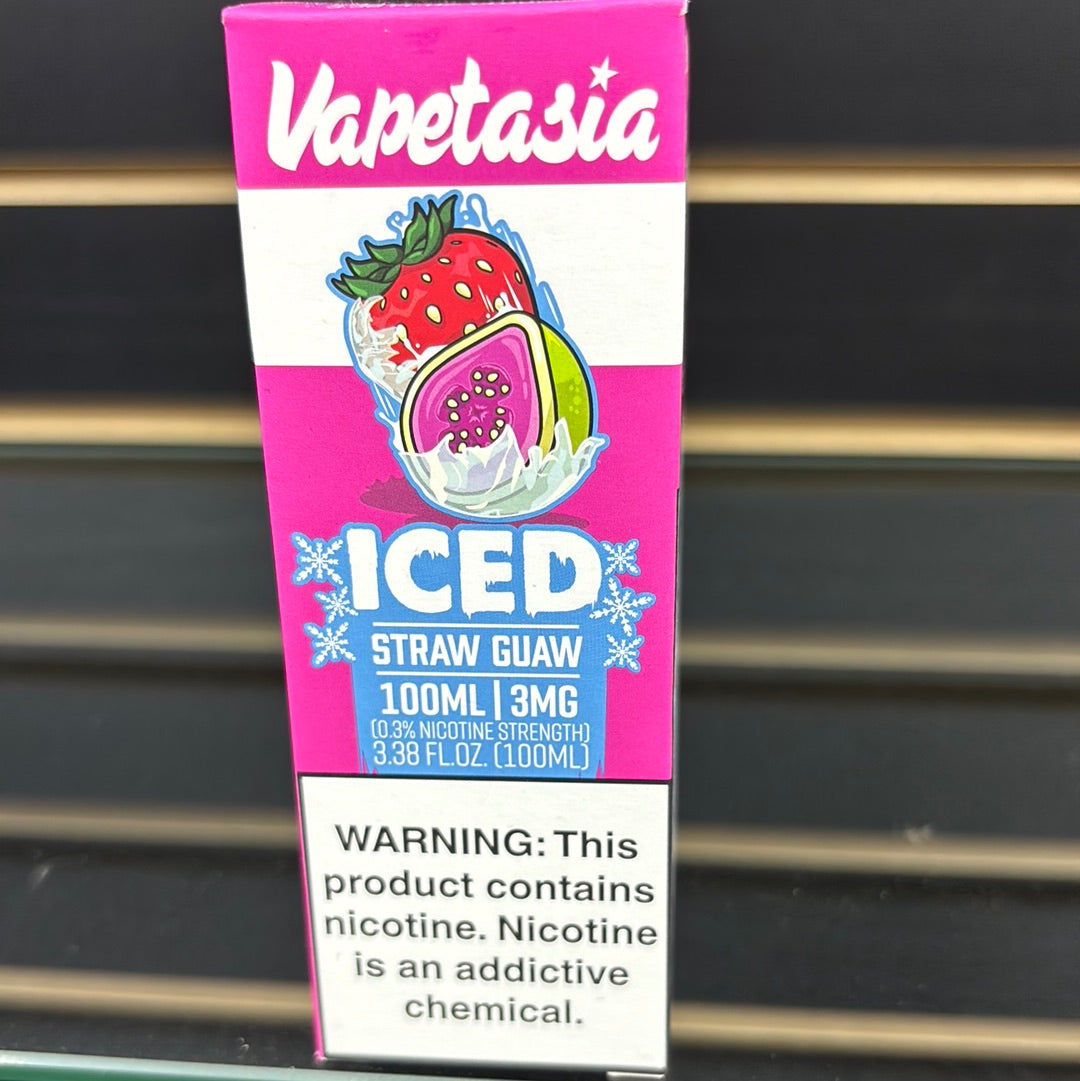 Vapetasia
ICED
STRAW GUAW
100ML | 3MG
(0.3% NICOTINE STRENGTH)
3.38 FL.OZ. (100ML)
WARNING: This
product contains
nicotine. Nicotine
is an addictive
chemical.